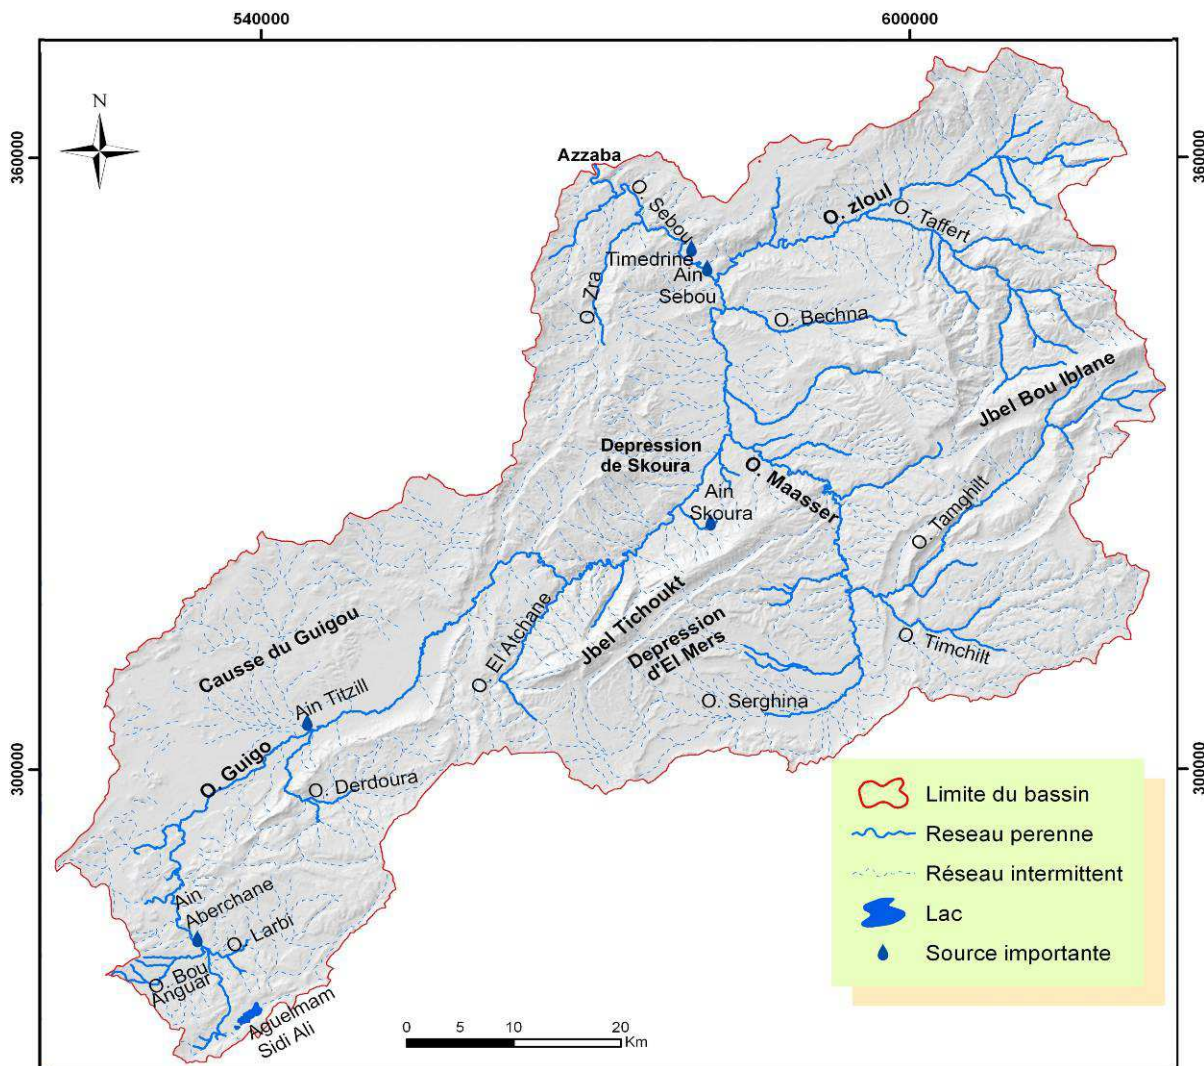 540000
600000
N
360000
360000
Azzaba
O. Sebou
O. zloul
O. Taffert
Timedrine
Ain
Sebou
O. Zra
O. Bechna
Jbel Bou Iblane
Depression
de Skoura
O. Maasser
Ain
Skoura
O. Tamghilt
Causse du Guigou
O. El Atchane
Jbel Tichoukt
Depression
d'El Mers
O. Timchilt
Ain Titzill
O. Serghina
O. Guigo
O. Derdoura
300000
300000
Ain
Aberchane
O. Larbi
O. Bou
Anguar
Aguelmam
Sidi Ali
0 5 10 20
Km
Limite du bassin
Reseau perenne
Réseau intermittent
Lac
Source importante